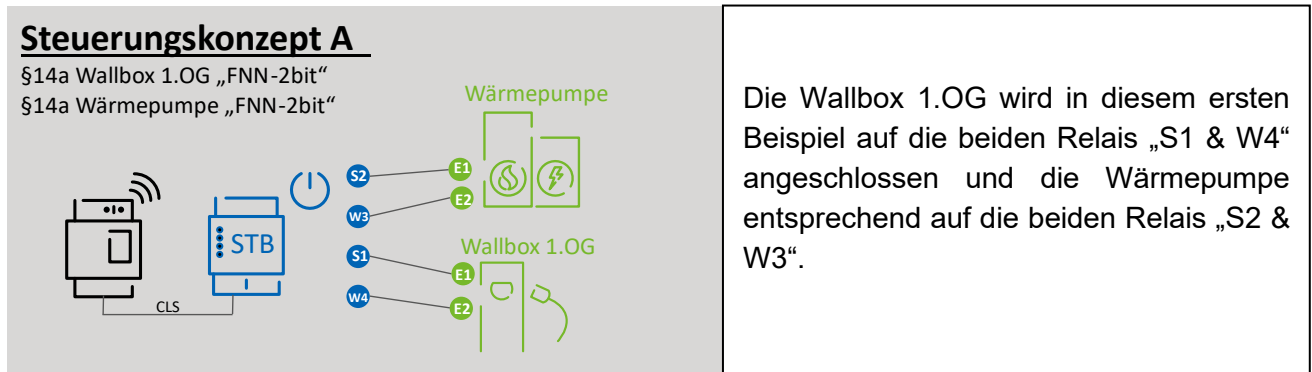 Steuerungskonzept A
§14a Wallbox 1.OG „FNN-2bit“
§14a Wärmepumpe „FNN-2bit“
Wärmepumpe
S2
E1
E2
W3
STB
Wallbox 1.OG
S1
E1
W4
E2
CLS
Die Wallbox 1.OG wird in diesem ersten
Beispiel auf die beiden Relais „S1 & W4“
angeschlossen und die Wärmepumpe
entsprechend auf die beiden Relais „S2 &
W3“.